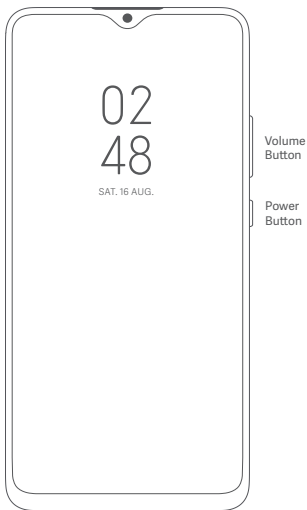 02
48
SAT. 16 AUG.
Volume
Button
Power
Button